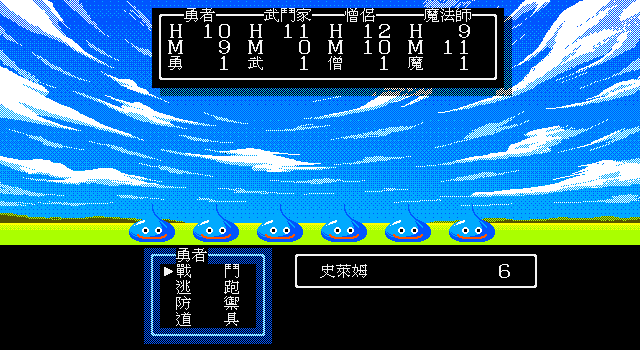 勇者 武鬥家 僧侶 魔法師
H 10 H 11 H 12 H 9
M 9 M 0 M 10 M 11
勇 1 武 1 僧 1 魔 1
勇者
▶戰鬥
逃跑
防禦
道具
史萊姆 6